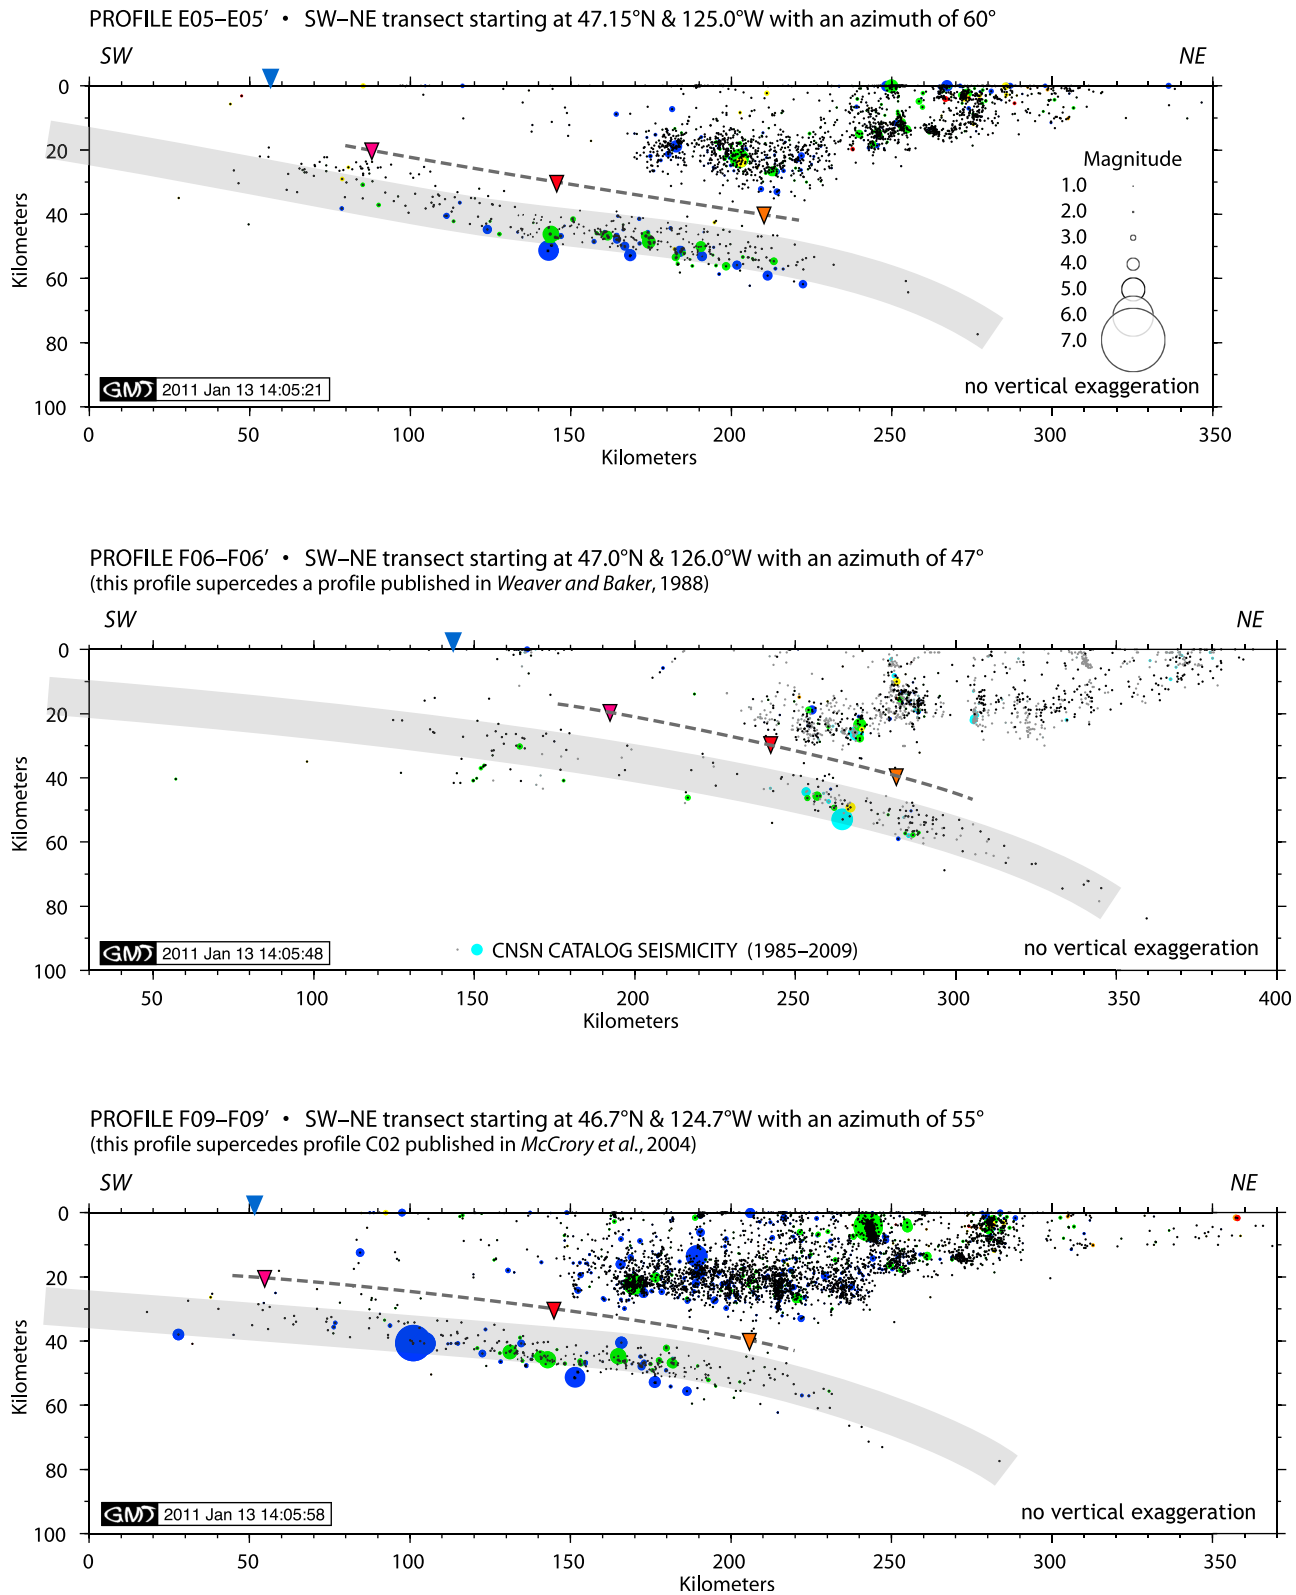 PROFILE E05–E05′ • SW–NE transect starting at 47.15°N & 125.0°W with an azimuth of 60°
SW NE
0
20
40
60
80
100
Kilometers
Magnitude
1.0
2.0
3.0
4.0
5.0
6.0
7.0
GMT 2011 Jan 13 14:05:21
no vertical exaggeration
0 50 100 150 200 250 300 350
Kilometers
PROFILE F06–F06′ • SW–NE transect starting at 47.0°N & 126.0°W with an azimuth of 47°
(this profile supercedes a profile published in Weaver and Baker, 1988)
SW NE
0
20
40
60
80
100
Kilometers
GMT 2011 Jan 13 14:05:48
CNSN CATALOG SEISMICITY (1985–2009)
no vertical exaggeration
50 100 150 200 250 300 350 400
Kilometers
PROFILE F09–F09′ • SW–NE transect starting at 46.7°N & 124.7°W with an azimuth of 55°
(this profile supercedes profile C02 published in McCrory et al., 2004)
SW NE
0
20
40
60
80
100
Kilometers
GMT 2011 Jan 13 14:05:58
no vertical exaggeration
0 50 100 150 200 250 300 350
Kilometers